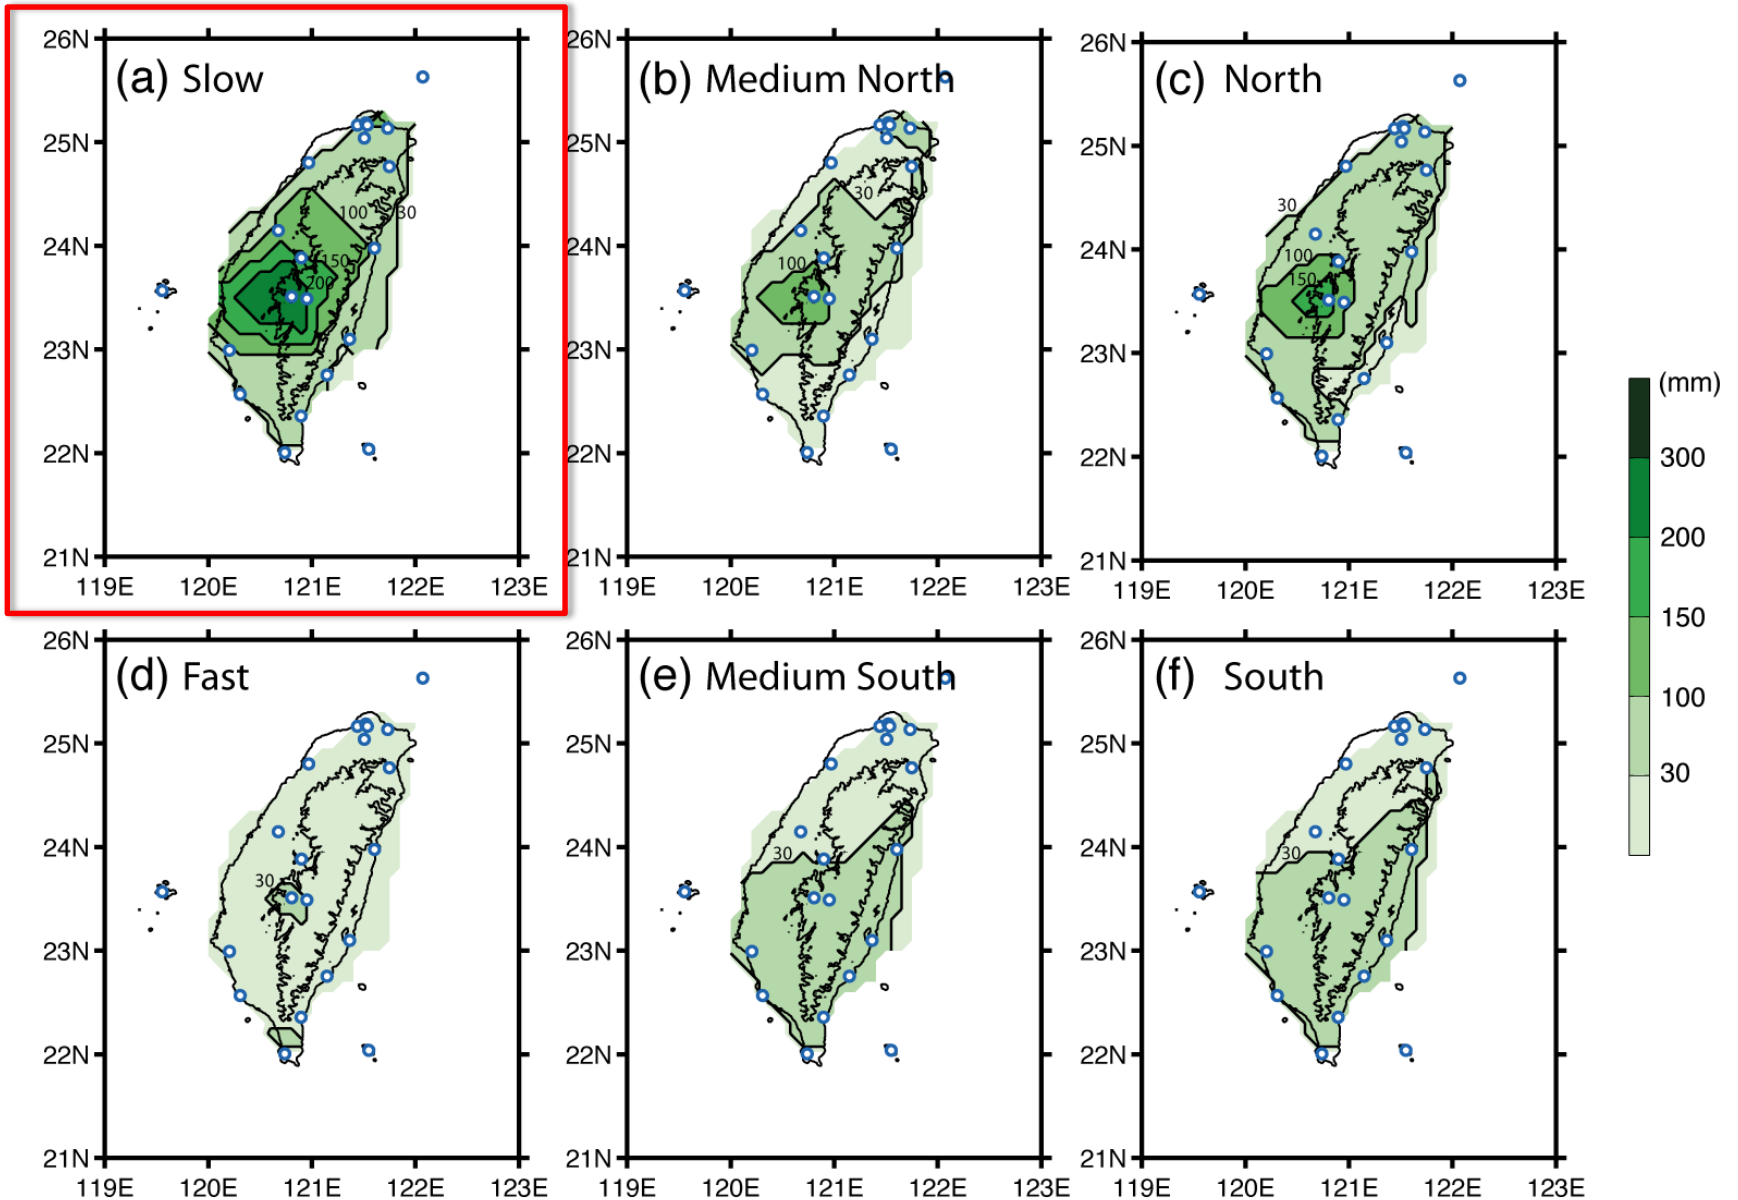 (a) Slow
26N
25N
24N
23N
22N
21N
119E 120E 121E 122E 123E
100
30
150
200
(b) Medium North
26N
25N
24N
23N
22N
21N
119E 120E 121E 122E 123E
30
100
(c) North
26N
25N
24N
23N
22N
21N
119E 120E 121E 122E 123E
30
100
150
(d) Fast
26N
25N
24N
23N
22N
21N
119E 120E 121E 122E 123E
30
(e) Medium South
26N
25N
24N
23N
22N
21N
119E 120E 121E 122E 123E
30
(f) South
26N
25N
24N
23N
22N
21N
119E 120E 121E 122E 123E
30
(mm)
300
200
150
100
30